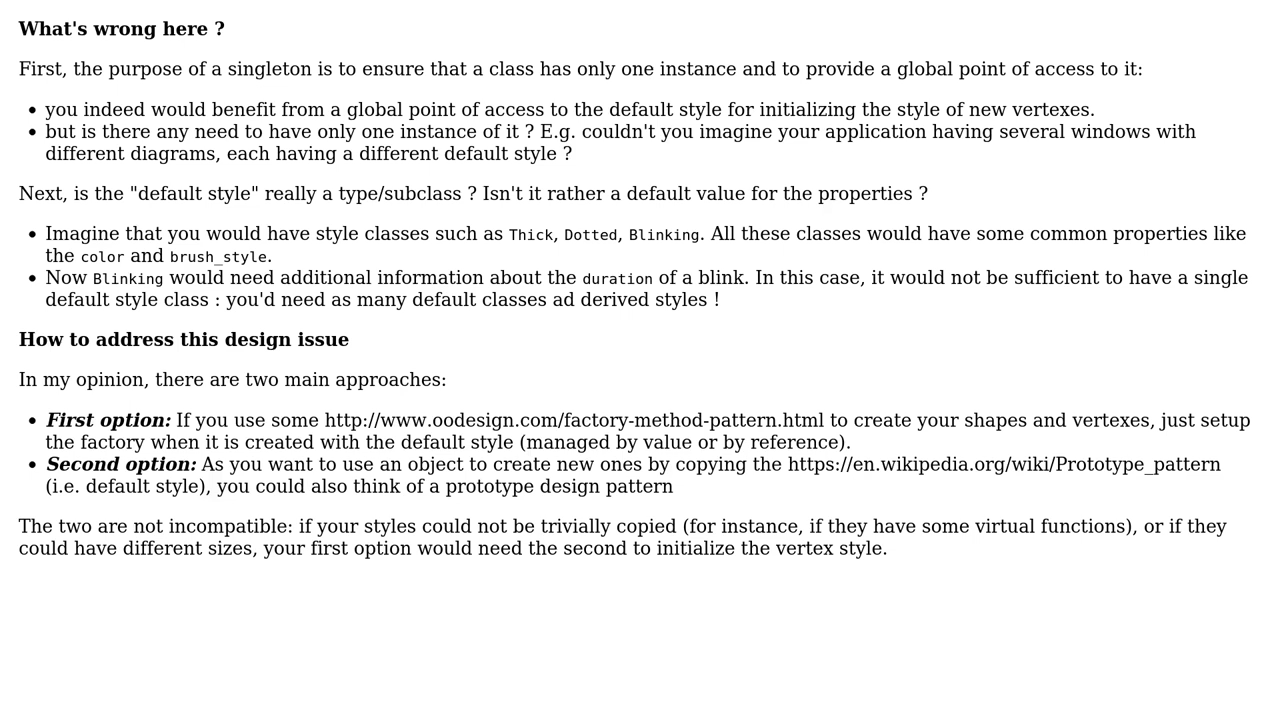 What's wrong here ?
First, the purpose of a singleton is to ensure that a class has only one instance and to provide a global point of access to it:
• you indeed would benefit from a global point of access to the default style for initializing the style of new vertexes.
• but is there any need to have only one instance of it ? E.g. couldn't you imagine your application having several windows with
different diagrams, each having a different default style ?
Next, is the "default style" really a type/subclass ? Isn't it rather a default value for the properties ?
• Imagine that you would have style classes such as Thick, Dotted, Blinking. All these classes would have some common properties like
the color and brush_style.
• Now Blinking would need additional information about the duration of a blink. In this case, it would not be sufficient to have a single
default style class : you'd need as many default classes ad derived styles !
How to address this design issue
In my opinion, there are two main approaches:
• First option: If you use some http://www.oodesign.com/factory-method-pattern.html to create your shapes and vertexes, just setup
the factory when it is created with the default style (managed by value or by reference).
• Second option: As you want to use an object to create new ones by copying the https://en.wikipedia.org/wiki/Prototype_pattern
(i.e. default style), you could also think of a prototype design pattern
The two are not incompatible: if your styles could not be trivially copied (for instance, if they have some virtual functions), or if they
could have different sizes, your first option would need the second to initialize the vertex style.